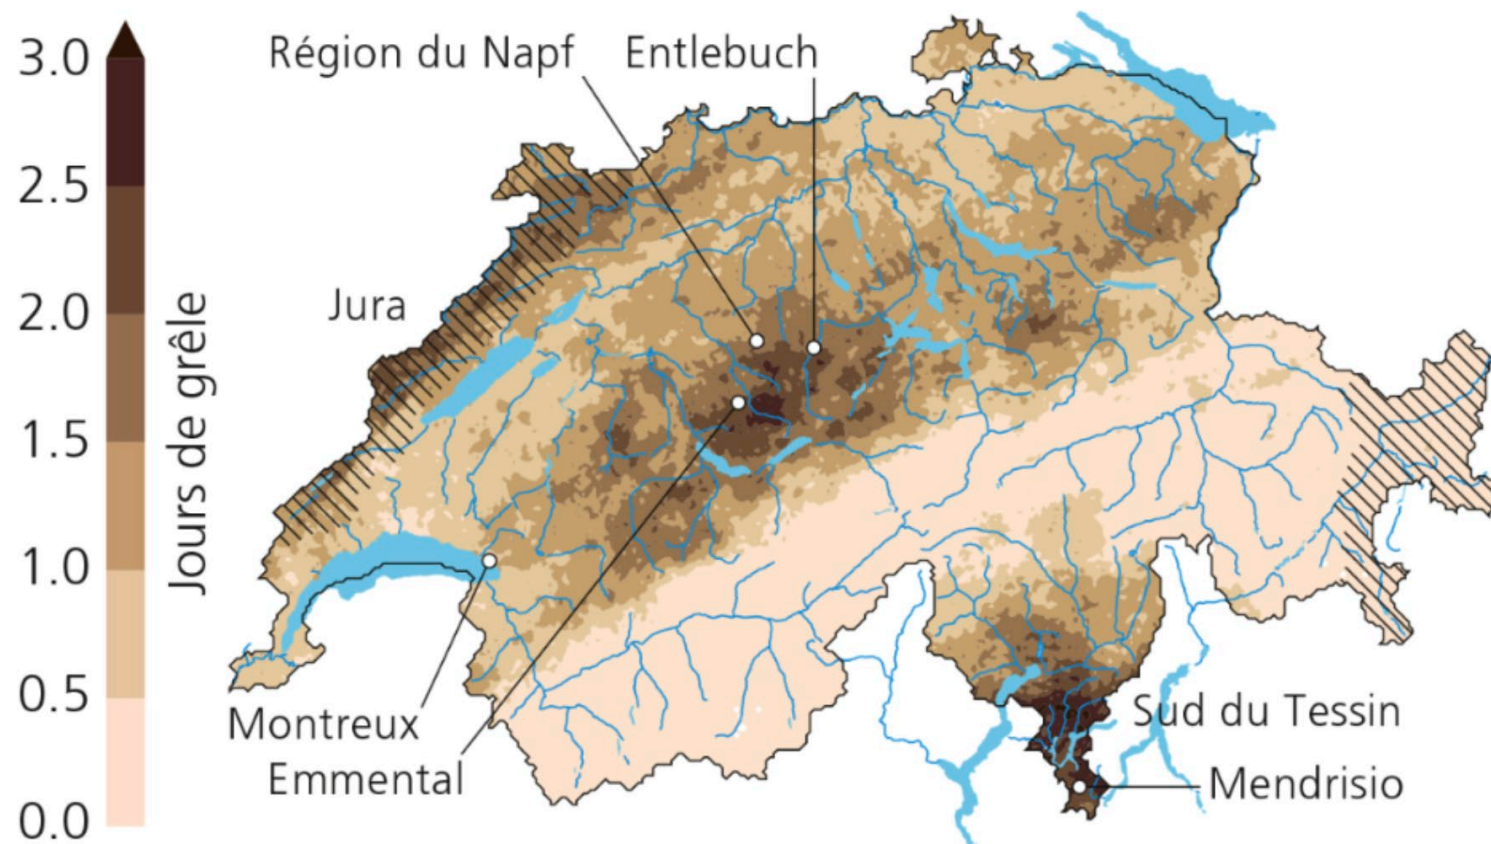 3.0
2.5
2.0
1.5
1.0
0.5
0.0
Jours de grêle
Région du Napf
Entlebuch
Jura
Montreux
Emmental
Sud du Tessin
Mendrisio